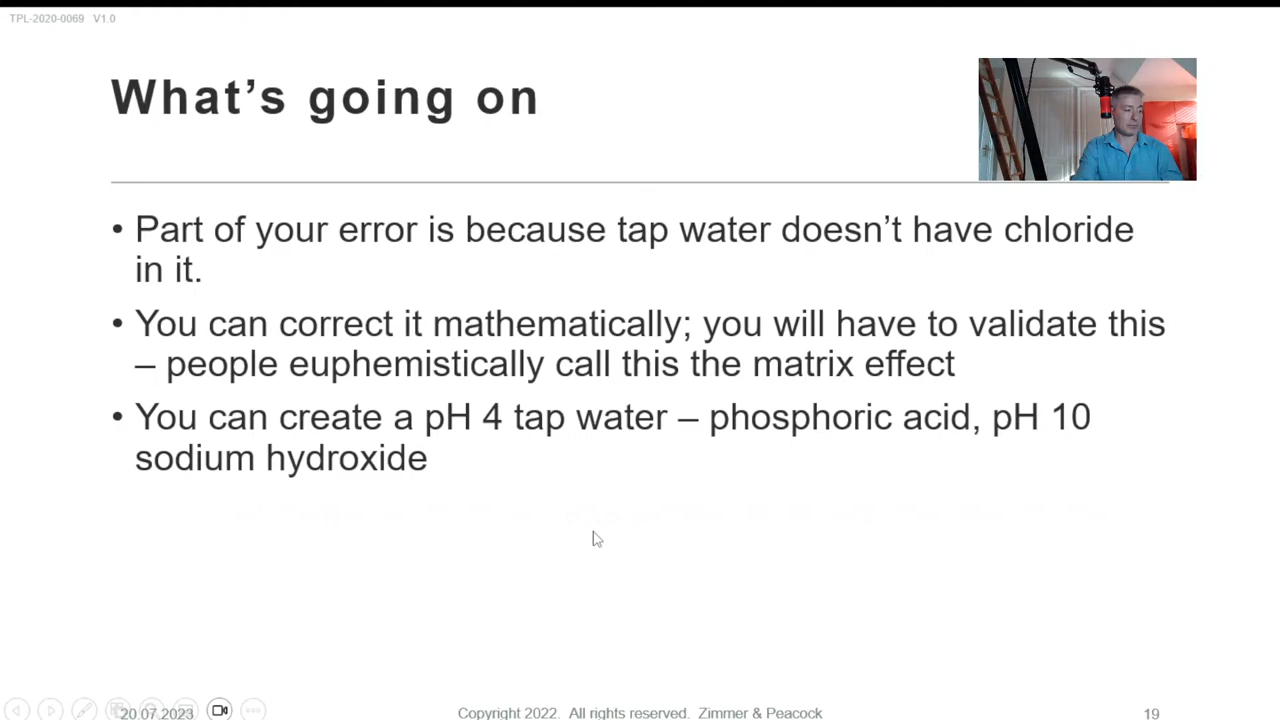 TPL-2020-0069 V1.0
What's going on
• Part of your error is because tap water doesn't have chloride
in it.
• You can correct it mathematically; you will have to validate this
– people euphemistically call this the matrix effect
• You can create a pH 4 tap water – phosphoric acid, pH 10
sodium hydroxide
20.07.2023
Copyright 2022. All rights reserved. Zimmer & Peacock
19